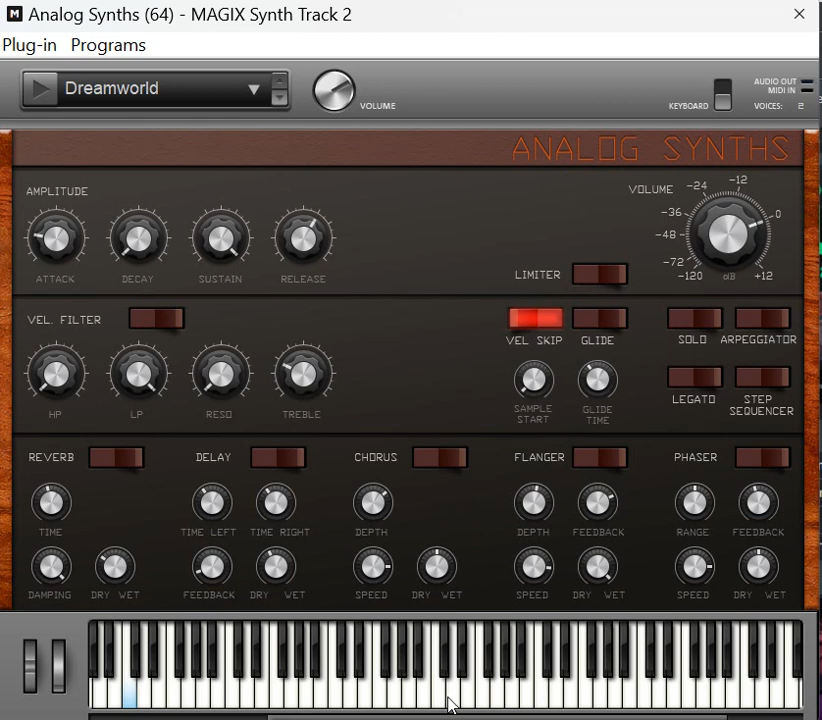 M Analog Synths (64) - MAGIX Synth Track 2
Plug-in Programs
Dreamworld
VOLUME
KEYBOARD
AUDIO OUT
MIDI IN
VOICES: 2
ANALOG SYNTHS
AMPLITUDE
ATTACK DECAY SUSTAIN RELEASE
LIMITER
VOLUME
-120 -72 -48 -36 -24 -12 0 +12
dB
VEL. FILTER
HP LP RESO TREBLE
VEL SKIP GLIDE
SOLO ARPEGGIATOR
SAMPLE START GLIDE TIME
LEGATO STEP SEQUENCER
REVERB
TIME
DAMPING DRY WET
DELAY
TIME LEFT TIME RIGHT
FEEDBACK DRY WET
CHORUS
DEPTH
SPEED DRY WET
FLANGER
DEPTH FEEDBACK
SPEED DRY WET
PHASER
RANGE FEEDBACK
SPEED DRY WET